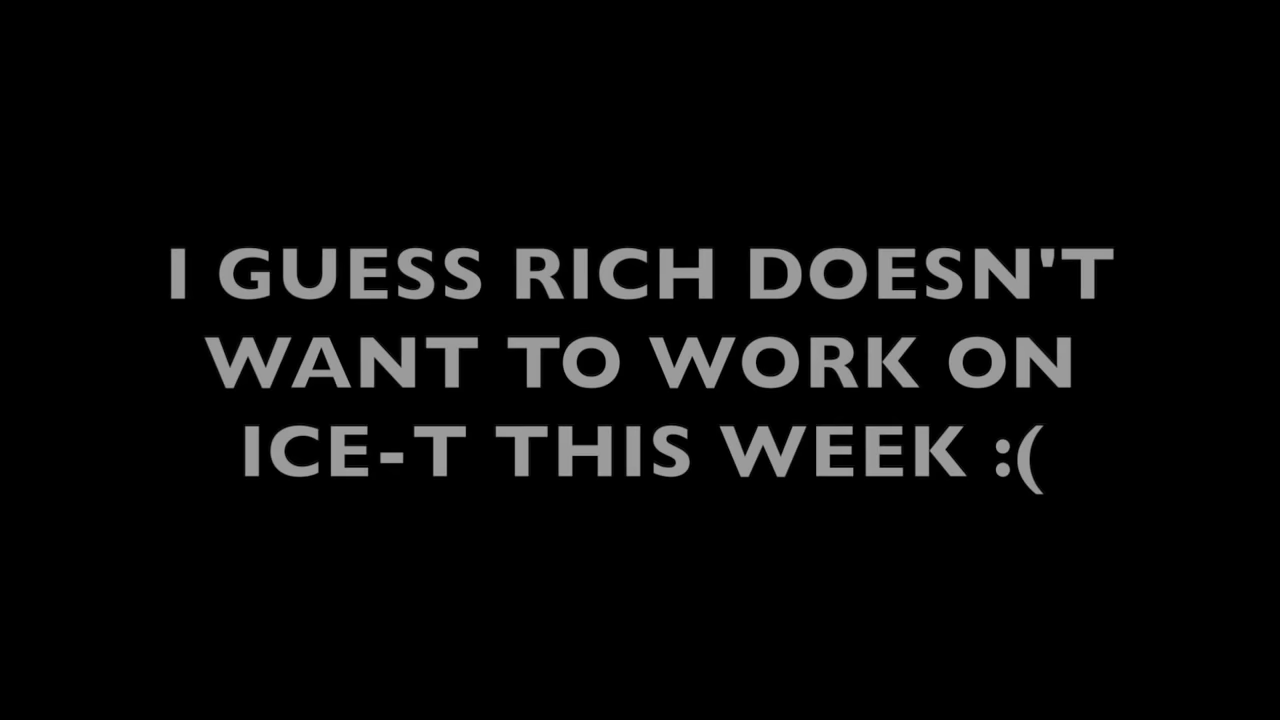 I GUESS RICH DOESN'T
WANT TO WORK ON
ICE-T THIS WEEK :(